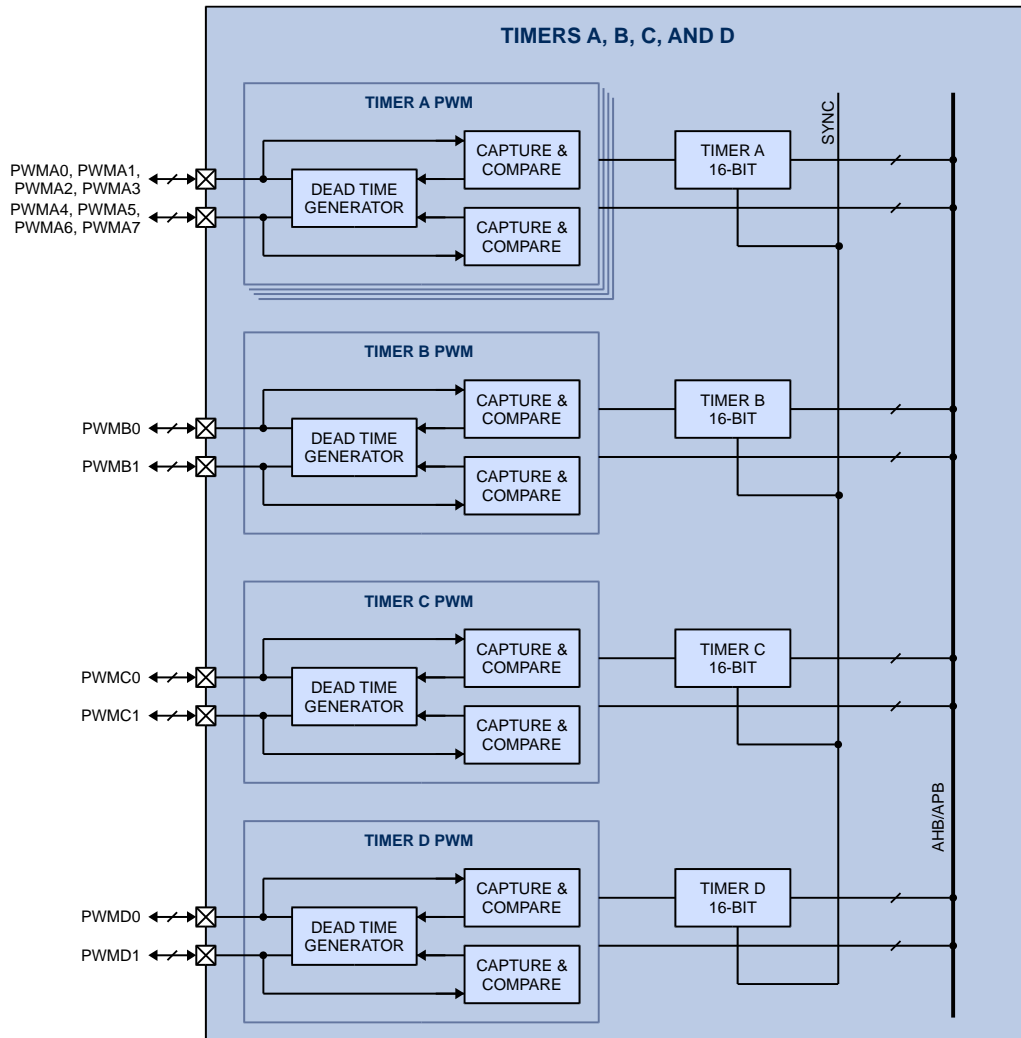 TIMERS A, B, C, AND D
TIMER A PWM
SYNC
PWMA0, PWMA1,
PWMA2, PWMA3
PWMA4, PWMA5,
PWMA6, PWMA7
DEAD TIME
GENERATOR
CAPTURE &
COMPARE
CAPTURE &
COMPARE
TIMER A
16-BIT
TIMER B PWM
PWMB0
PWMB1
DEAD TIME
GENERATOR
CAPTURE &
COMPARE
CAPTURE &
COMPARE
TIMER B
16-BIT
TIMER C PWM
PWMC0
PWMC1
DEAD TIME
GENERATOR
CAPTURE &
COMPARE
CAPTURE &
COMPARE
TIMER C
16-BIT
AHB/APB
TIMER D PWM
PWMD0
PWMD1
DEAD TIME
GENERATOR
CAPTURE &
COMPARE
CAPTURE &
COMPARE
TIMER D
16-BIT